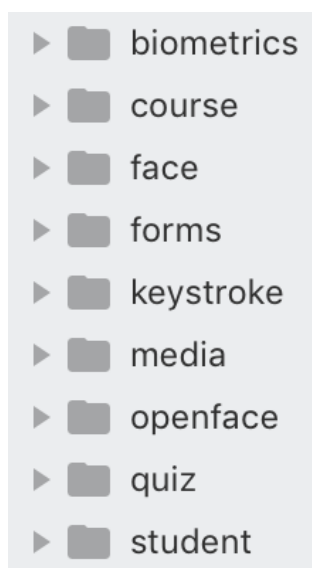 biometrics
course
face
forms
keystroke
media
openface
quiz
student